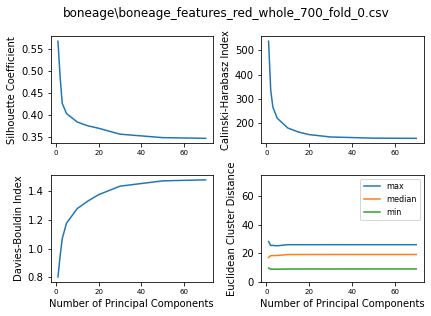 boneage\boneage_features_red_whole_700_fold_0.csv
Silhouette Coefficient
0.55
0.50
0.45
0.40
0.35
0 20 40 60
Calinski-Harabasz Index
500
400
300
200
0 20 40 60
Davies-Bouldin Index
1.4
1.2
1.0
0.8
0 20 40 60
Number of Principal Components
Euclidean Cluster Distance
60
40
20
0
max
median
min
0 20 40 60
Number of Principal Components